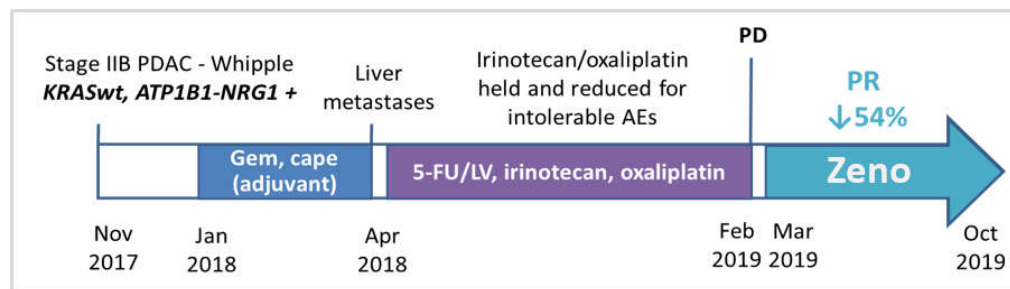 Stage IIB PDAC - Whipple
KRASwt, ATP1B1-NRG1 +
Liver
metastases
Irinotecan/oxaliplatin
held and reduced for
intolerable AEs
PD
PR
↓54%
Gem, cape
(adjuvant)
5-FU/LV, irinotecan, oxaliplatin
Zeno
Nov
2017
Jan
2018
Apr
2018
Feb
2019
Mar
2019
Oct
2019